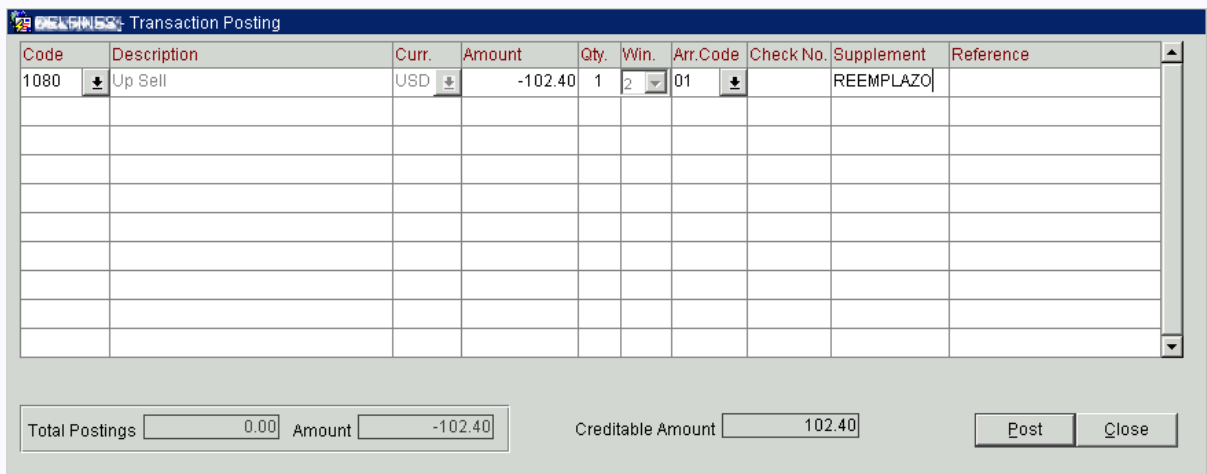 - Transaction Posting
Code Description Curr. Amount Qty. Win. Arr.Code Check No. Supplement Reference
1080 Up Sell USD -102.40 1 2 01 REEMPLAZO
Total Postings 0.00 Amount -102.40 Creditable Amount 102.40 Post Close